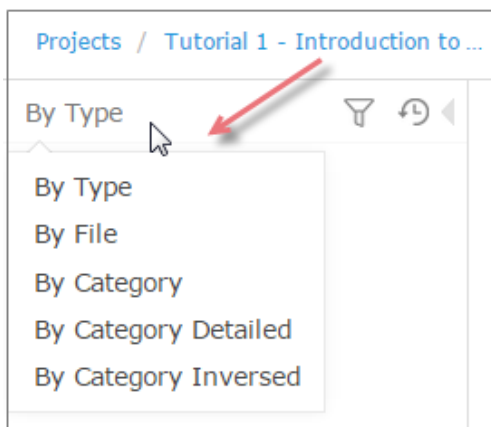 Projects / Tutorial 1 - Introduction to ...
By Type
By Type
By File
By Category
By Category Detailed
By Category Inversed